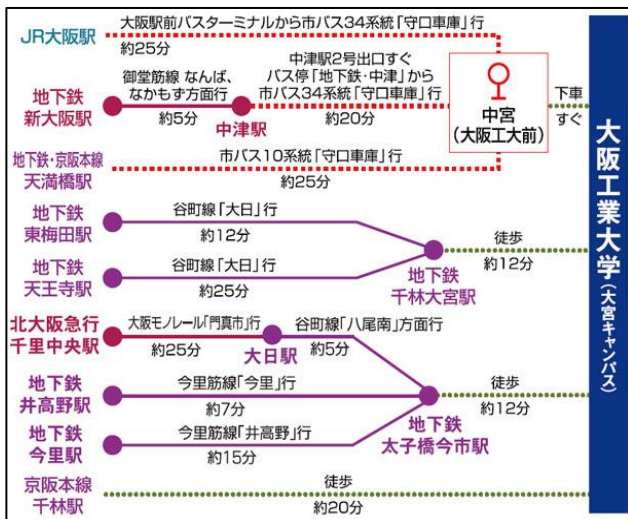 大阪駅前バスターミナルから市バス34系統「守口車庫」行
JR大阪駅
約25分
御堂筋線 なんば、
なかもず方面行
地下鉄
新大阪駅
約5分
中津駅
中津駅2号出口すぐ
バス停「地下鉄・中津」から
市バス34系統「守口車庫」行
約20分
中宮
(大阪工大前)
下車
すぐ
地下鉄・京阪本線
天満橋駅
市バス10系統「守口車庫」行
約25分
地下鉄
東梅田駅
谷町線「大日」行
約12分
地下鉄
天王寺駅
谷町線「大日」行
約25分
地下鉄
千林大宮駅
徒歩
約12分
北大阪急行
千里中央駅
大阪モノレール「門真市」行
約25分
大日駅
谷町線「八尾南」方面行
約5分
地下鉄
井高野駅
今里筋線「今里」行
約7分
地下鉄
今里駅
今里筋線「井高野」行
約15分
地下鉄
太子橋今市駅
徒歩
約12分
京阪本線
千林駅
徒歩
約20分
大阪工業大学(大宮キャンパス)